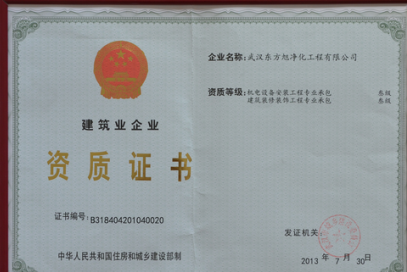 建筑业企业
资质证书
证书编号: B318404201040020
中华人民共和国住房和城乡建设部制
企业名称: 武汉东方旭净化工程有限公司
资质等级: 机电设备安装工程专业承包 叁级
建筑装修装饰工程专业承包 叁级
发证机关
2013 年 7 月 30 日